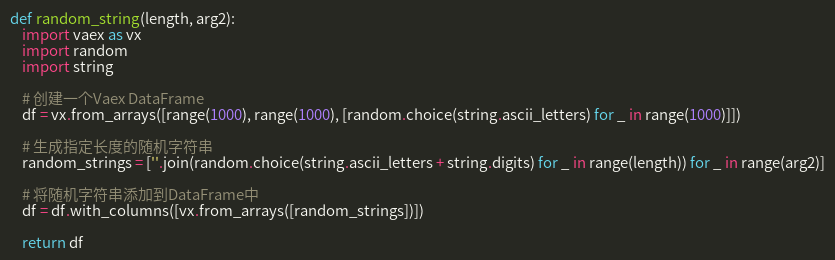 def random_string(length, arg2):
    import vaex as vx
    import random
    import string

    # 创建一个Vaex DataFrame
    df = vx.from_arrays([range(1000), range(1000), [random.choice(string.ascii_letters) for _ in range(1000)]])

    # 生成指定长度的随机字符串
    random_strings = [''.join(random.choice(string.ascii_letters + string.digits) for _ in range(length)) for _ in range(arg2)]

    # 将随机字符串添加到DataFrame中
    df = df.with_columns([vx.from_arrays([random_strings])])

    return df